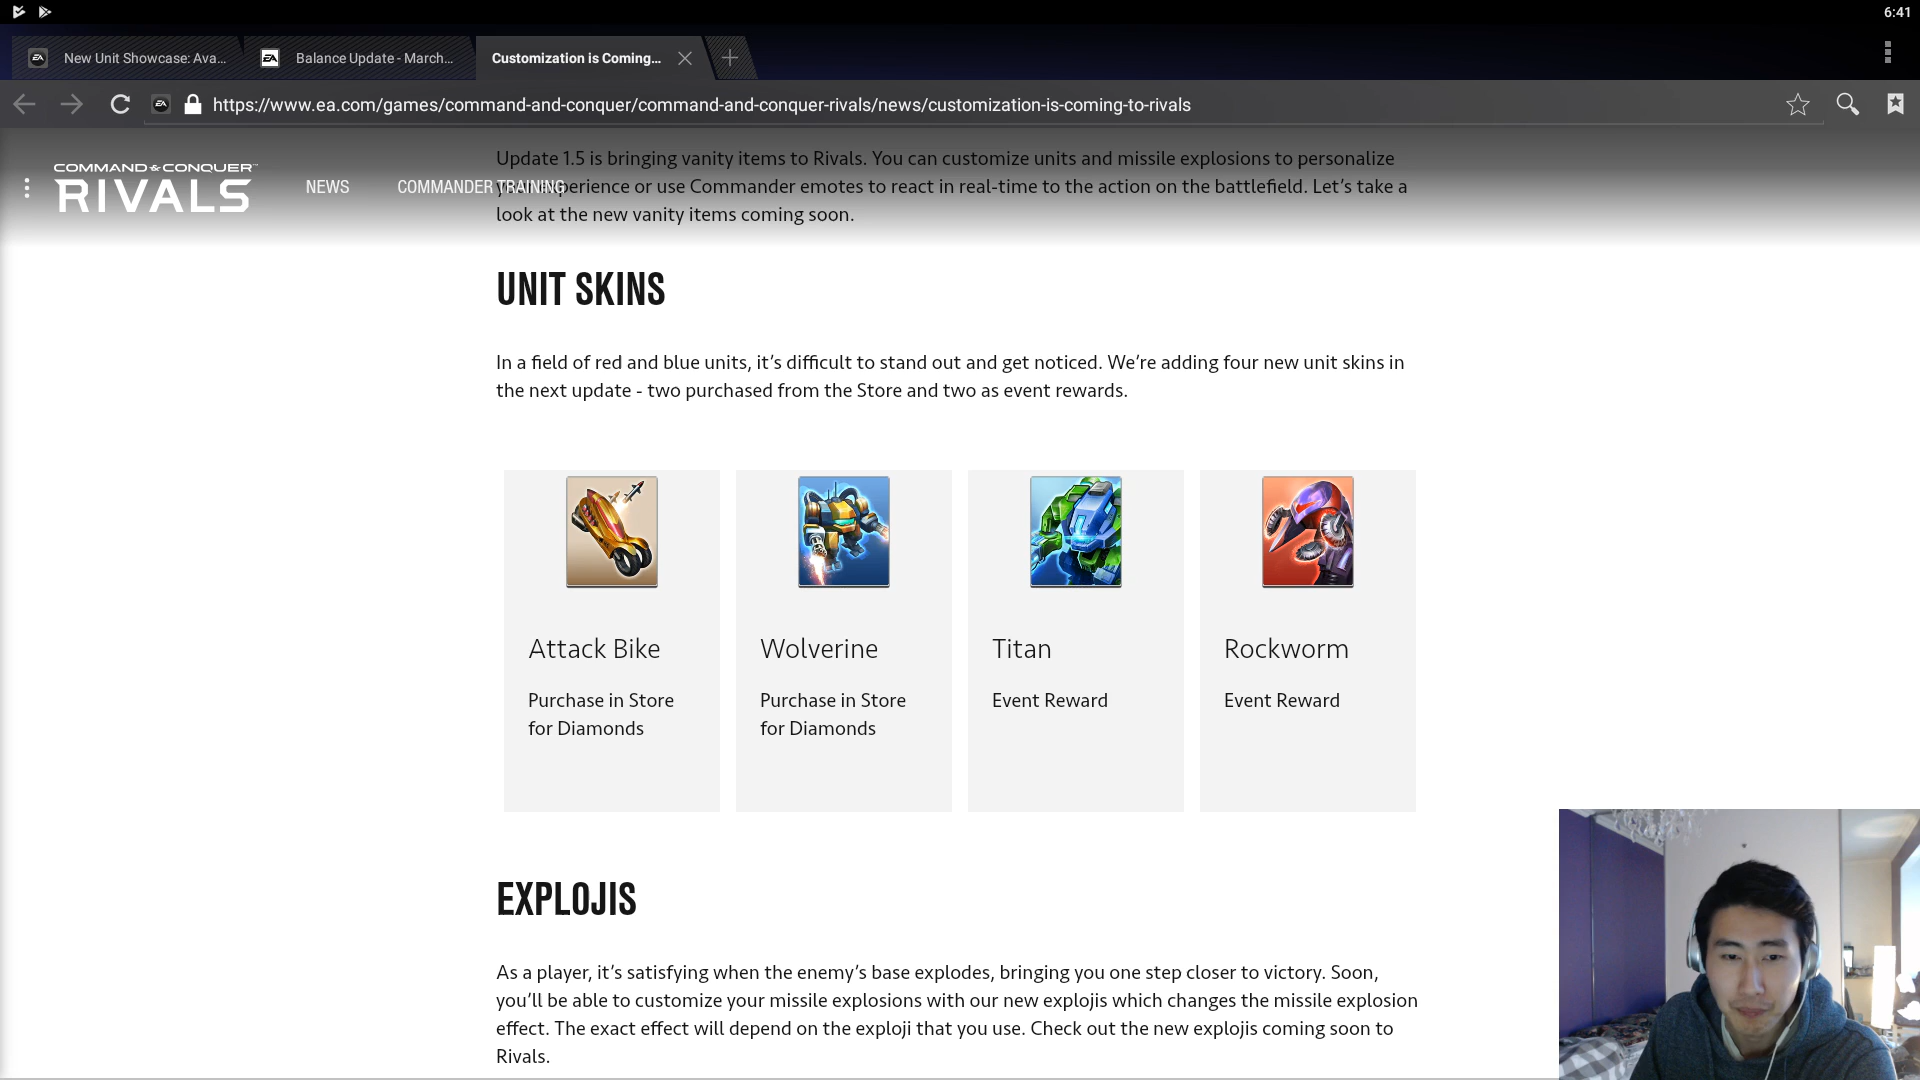 6:41
New Unit Showcase: Ava...
Balance Update - March...
Customization is Coming...
https://www.ea.com/games/command-and-conquer/command-and-conquer-rivals/news/customization-is-coming-to-rivals
COMMAND & CONQUER™
RIVALS
NEWS
COMMANDER TRAINING
Update 1.5 is bringing vanity items to Rivals. You can customize units and missile explosions to personalize
experience or use Commander emotes to react in real-time to the action on the battlefield. Let’s take a
look at the new vanity items coming soon.
UNIT SKINS
In a field of red and blue units, it’s difficult to stand out and get noticed. We’re adding four new unit skins in
the next update - two purchased from the Store and two as event rewards.
Attack Bike
Purchase in Store
for Diamonds
Wolverine
Purchase in Store
for Diamonds
Titan
Event Reward
Rockworm
Event Reward
EXPLOJIS
As a player, it’s satisfying when the enemy’s base explodes, bringing you one step closer to victory. Soon,
you’ll be able to customize your missile explosions with our new explojis which changes the missile explosion
effect. The exact effect will depend on the exploji that you use. Check out the new explojis coming soon to
Rivals.